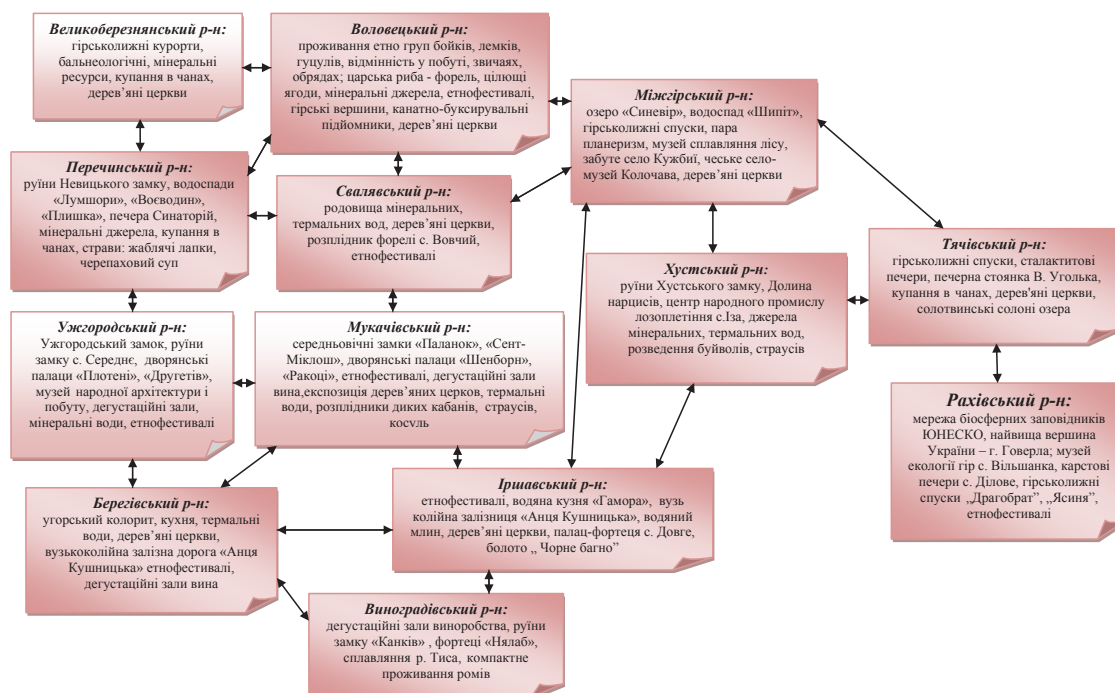 Великоберезнянський р-н:
гірськолижні курорти,
бальнеологічні, мінеральні
ресурси, купання в чанах,
дерев’яні церкви
Воловецький р-н:
проживання етно груп бойків, лемків,
гуцулів, відмінність у побуті, звичаях,
обрядах; царська риба - форель, цілющі
ягоди, мінеральні джерела, етнофестивалі,
гірські вершини, канатно-буксирувальні
підйомники, дерев’яні церкви
Міжгірський р-н:
озеро «Синевір», водоспад «Шипіт»,
гірськолижні спуски, пара
планеризм, музей сплавляння лісу,
забуте село Кужбиї, чеське село-
музей Колочава, дерев’яні церкви
Перечинський р-н:
руїни Невицького замку, водоспади
«Лумшори», «Воєводин»,
«Плишка», печера Синаторій,
мінеральні джерела, купання в
чанах, страви: жаблячі лапки,
черепаховий суп
Свалявський р-н:
родовища мінеральних,
термальних вод, дерев’яні церкви,
розплідник форелі с. Вовчий,
етнофестивалі
Хустський р-н:
руїни Хустського замку, Долина
нарцисів, центр народного промислу
лозоплетіння с.Іза, джерела
мінеральних, термальних вод,
розведення буйволів, страусів
Тячівський р-н:
гірськолижні спуски, сталактитові
печери, печерна стоянка В. Уголька,
купання в чанах, дерев'яні церкви,
солотвинські солоні озера
Ужгородський р-н:
Ужгородський замок, руїни
замку с. Середнє, дворянські
палаци «Плотені», «Другетів»,
музей народної архітектури і
побуту, дегустаційні зали,
мінеральні води, етнофестивалі
Мукачівський р-н:
середньовічні замки «Паланок», «Сент-
Міклош», дворянські палаци «Шенборн»,
«Ракоці», етнофестивалі, дегустаційні зали
вина,експозиція дерев’яних церков, термальні
води, розплідники диких кабанів, страусів,
косуль
Рахівський р-н:
мережа біосферних заповідників
ЮНЕСКО, найвища вершина
України – г. Говерла; музей
екології гір с. Вільшанка, карстові
печери с. Ділове, гірськолижні
спуски „Драгобрат”, „Ясиня”,
етнофестивалі
Берегівський р-н:
угорський колорит, кухня, термальні
води, дерев’яні церкви,
вузькоколійна залізна дорога «Анця
Кушницька» етнофестивалі,
дегустаційні зали вина
Іршавський р-н:
етнофестивалі, водяна кузня «Гамора», вузь
колійна залізниця «Анця Кушницька», водяний
млин, дерев’яні церкви, палац-фортеця с. Довге,
болото „ Чорне багно”
Виноградівський р-н:
дегустаційні зали виноробства, руїни
замку «Канків» , фортеці «Нялаб»,
сплавляння р. Тиса, компактне
проживання ромів